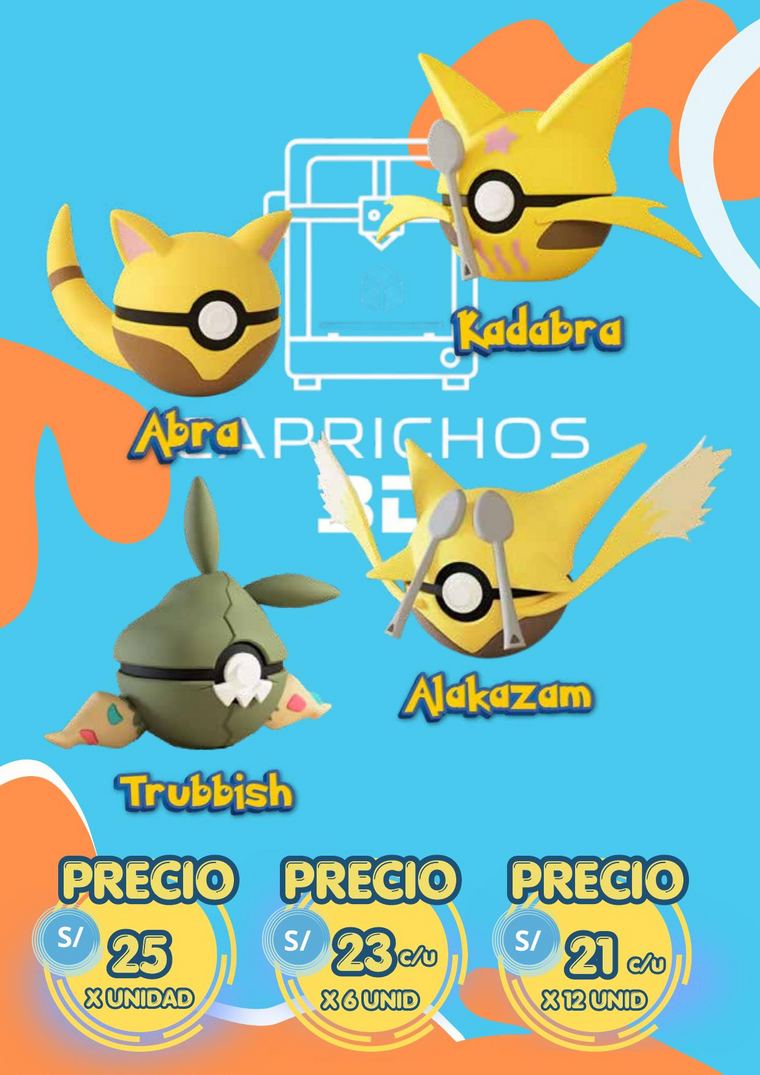 Kadabra
Abra
CAPRICHOS
3D
Alakazam
Trubbish
PRECIO
S/ 25
X UNIDAD
PRECIO
S/ 23 c/u
X 6 UNID
PRECIO
S/ 21 c/u
X 12 UNID